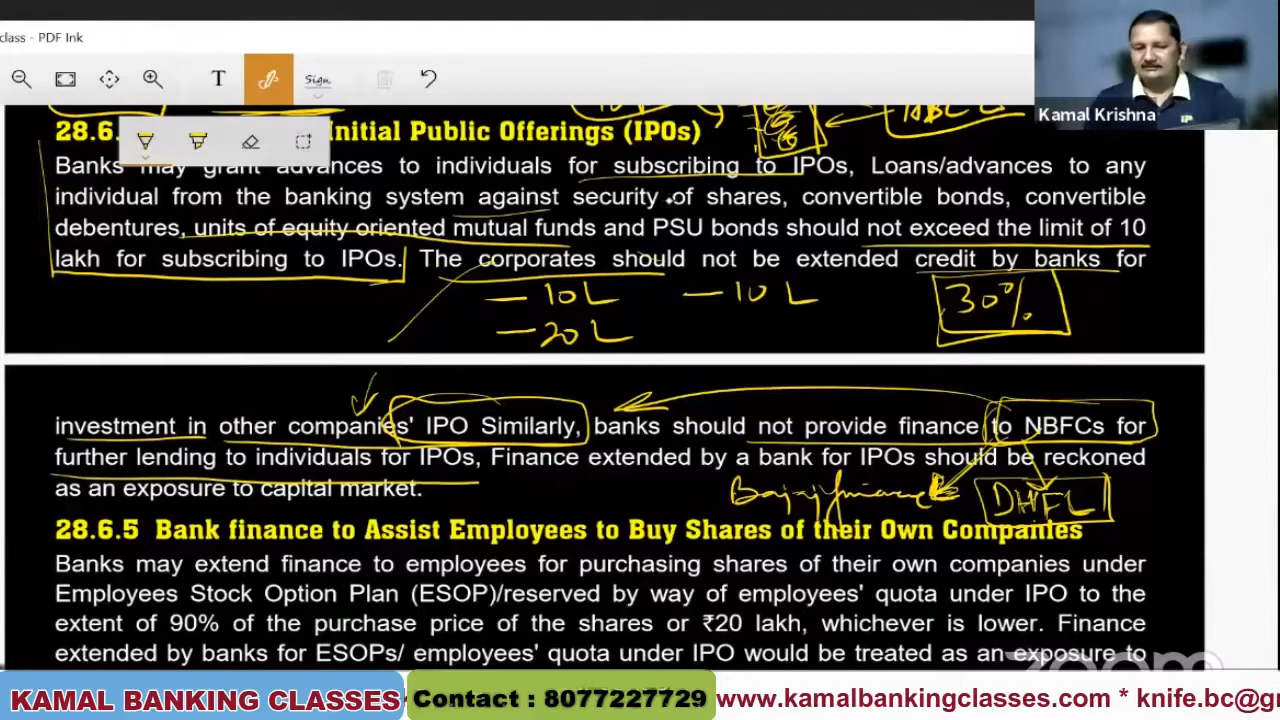 class - PDF Ink
T
Sign
Kamal Krishna
28.6. Initial Public Offerings (IPOs)
Banks may grant advances to individuals for subscribing to IPOs, Loans/advances to any
individual from the banking system against security of shares, convertible bonds, convertible
debentures, units of equity oriented mutual funds and PSU bonds should not exceed the limit of 10
lakh for subscribing to IPOs. The corporates should not be extended credit by banks for
- 10 L - 10 L
30%
- 20 L
investment in other companies' IPO Similarly, banks should not provide finance to NBFCs for
further lending to individuals for IPOs, Finance extended by a bank for IPOs should be reckoned
as an exposure to capital market.
Bajaj finance DHFL
28.6.5 Bank finance to Assist Employees to Buy Shares of their Own Companies
Banks may extend finance to employees for purchasing shares of their own companies under
Employees Stock Option Plan (ESOP)/reserved by way of employees' quota under IPO to the
extent of 90% of the purchase price of the shares or ₹20 lakh, whichever is lower. Finance
extended by banks for ESOPs/ employees' quota under IPO would be treated as an exposure to
zoom
KAMAL BANKING CLASSES Contact : 8077227729 www.kamalbankingclasses.com * knife.bc@g